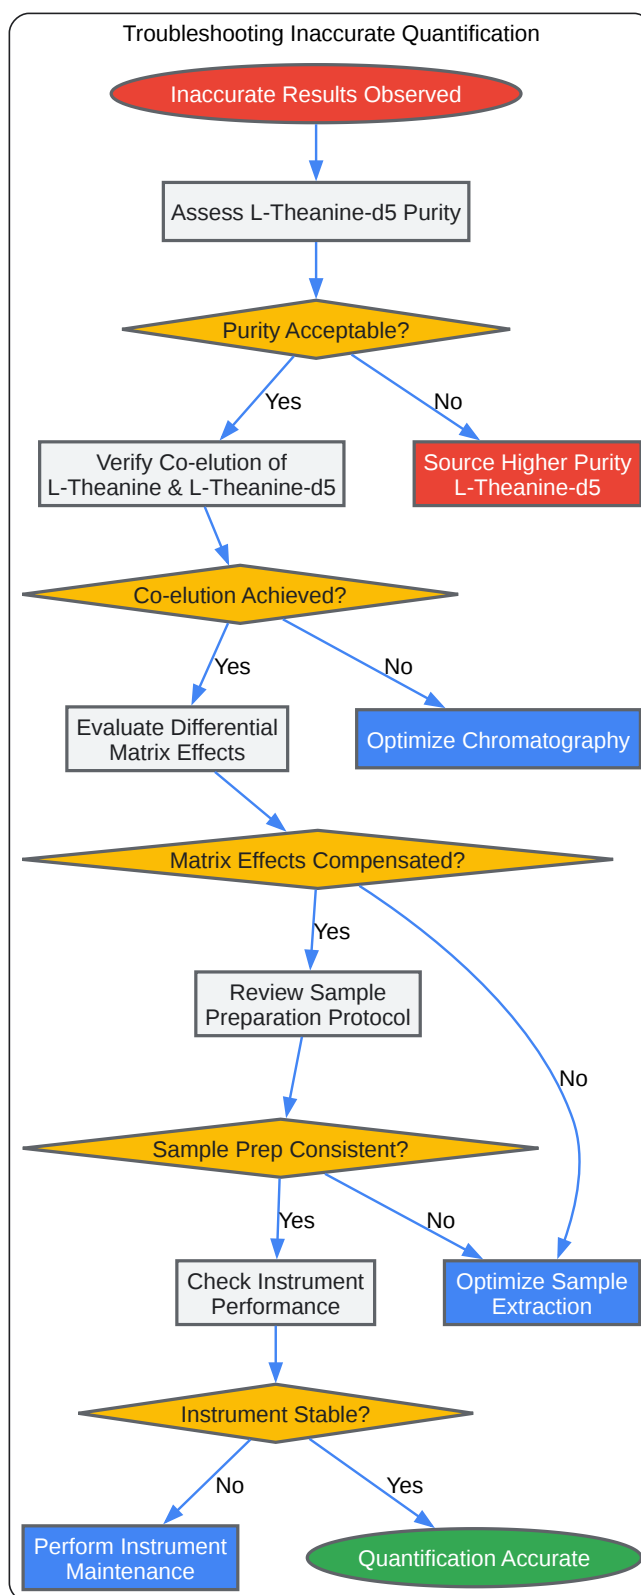 Troubleshooting Inaccurate Quantification
Inaccurate Results Observed
Assess L-Theanine-d5 Purity
Purity Acceptable?
Yes
No
Verify Co-elution of
L-Theanine & L-Theanine-d5
Source Higher Purity
L-Theanine-d5
Co-elution Achieved?
Yes
No
Evaluate Differential
Matrix Effects
Optimize Chromatography
Matrix Effects Compensated?
Yes
Review Sample
Preparation Protocol
No
Sample Prep Consistent?
Yes
No
Check Instrument
Performance
Optimize Sample
Extraction
Instrument Stable?
No
Yes
Perform Instrument
Maintenance
Quantification Accurate